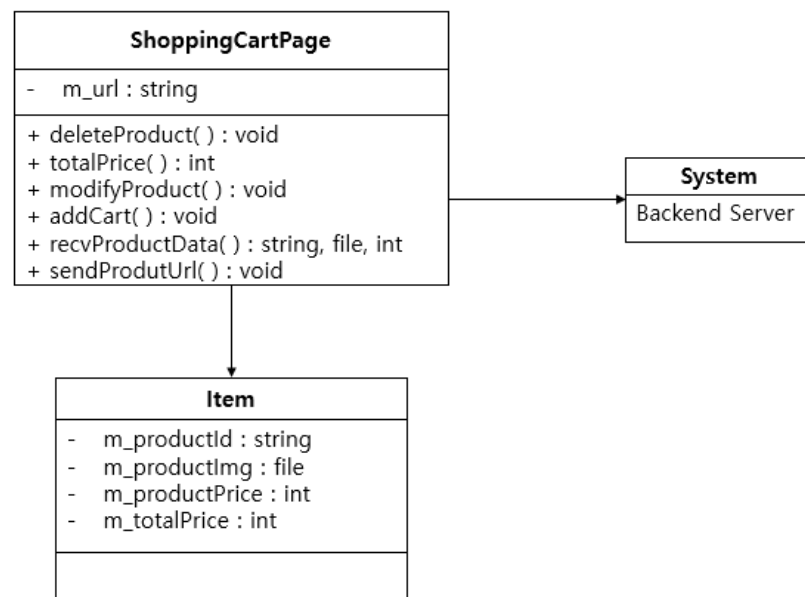 ShoppingCartPage
- m_url : string
+ deleteProduct( ) : void
+ totalPrice( ) : int
+ modifyProduct( ) : void
+ addCart( ) : void
+ recvProductData( ) : string, file, int
+ sendProdutUrl( ) : void
System
Backend Server
Item
- m_productId : string
- m_productImg : file
- m_productPrice : int
- m_totalPrice : int